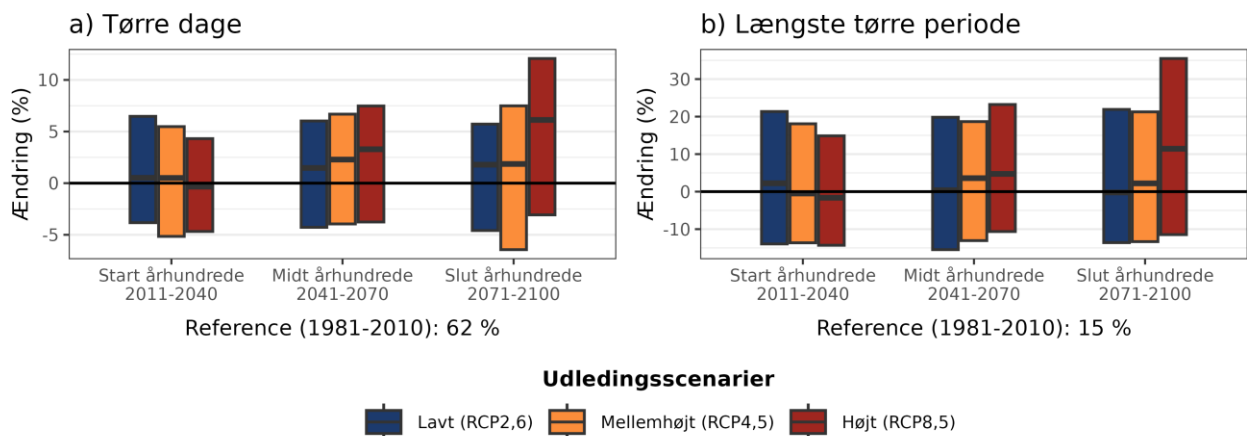 a) Tørre dage
Ændring (%)
10
5
0
-5
Start århundrede
2011-2040
Midt århundrede
2041-2070
Slut århundrede
2071-2100
Reference (1981-2010): 62 %
b) Længste tørre periode
Ændring (%)
30
20
10
0
-10
Start århundrede
2011-2040
Midt århundrede
2041-2070
Slut århundrede
2071-2100
Reference (1981-2010): 15 %
Udledingsscenarier
Lavt (RCP2,6)
Mellemhøjt (RCP4,5)
Højt (RCP8,5)